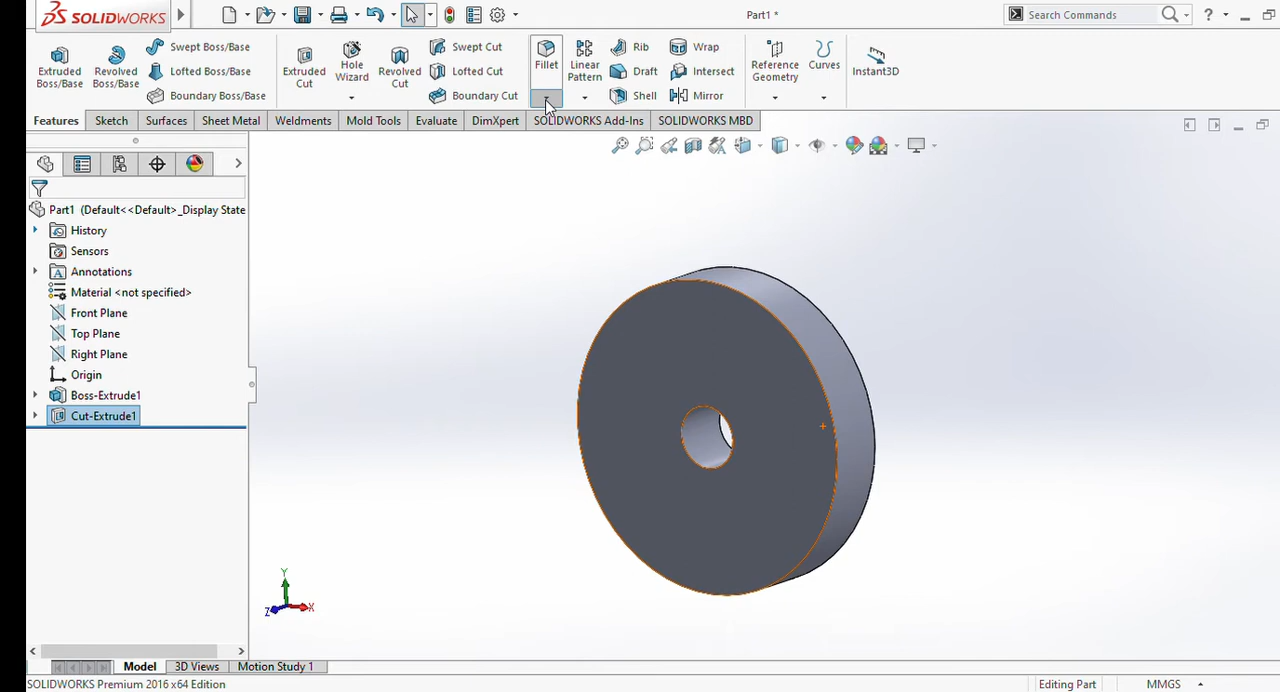 SOLIDWORKS
Part1 *
Search Commands
?
Extruded Boss/Base
Revolved Boss/Base
Swept Boss/Base
Lofted Boss/Base
Boundary Boss/Base
Extruded Cut
Hole Wizard
Revolved Cut
Swept Cut
Lofted Cut
Boundary Cut
Fillet
Linear Pattern
Rib
Draft
Shell
Wrap
Intersect
Mirror
Reference Geometry
Curves
Instant3D
Features Sketch Surfaces Sheet Metal Weldments Mold Tools Evaluate DimXpert SOLIDWORKS Add-Ins SOLIDWORKS MBD
Part1 (Default<<Default>_Display State
History
Sensors
Annotations
Material <not specified>
Front Plane
Top Plane
Right Plane
Origin
Boss-Extrude1
Cut-Extrude1
Y
Z X
Model 3D Views Motion Study 1
SOLIDWORKS Premium 2016 x64 Edition Editing Part MMGS